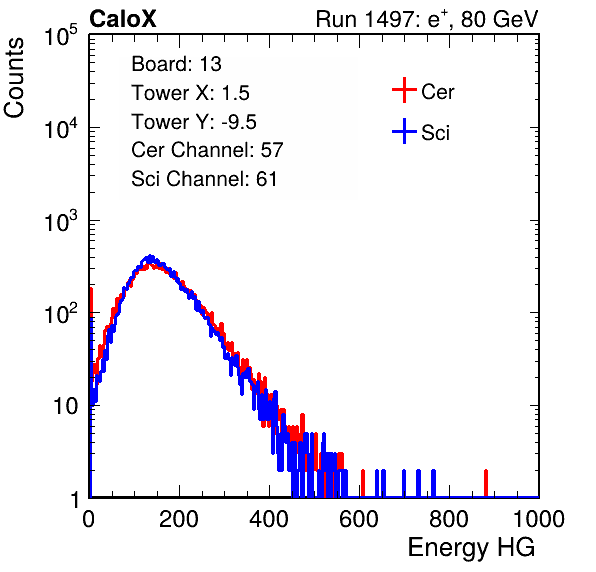 CaloX Run 1497: e⁺, 80 GeV
Counts
Board: 13
Tower X: 1.5
Tower Y: -9.5
Cer Channel: 57
Sci Channel: 61
Cer
Sci
10⁵
10⁴
10³
10²
10
1
0 200 400 600 800 1000
Energy HG